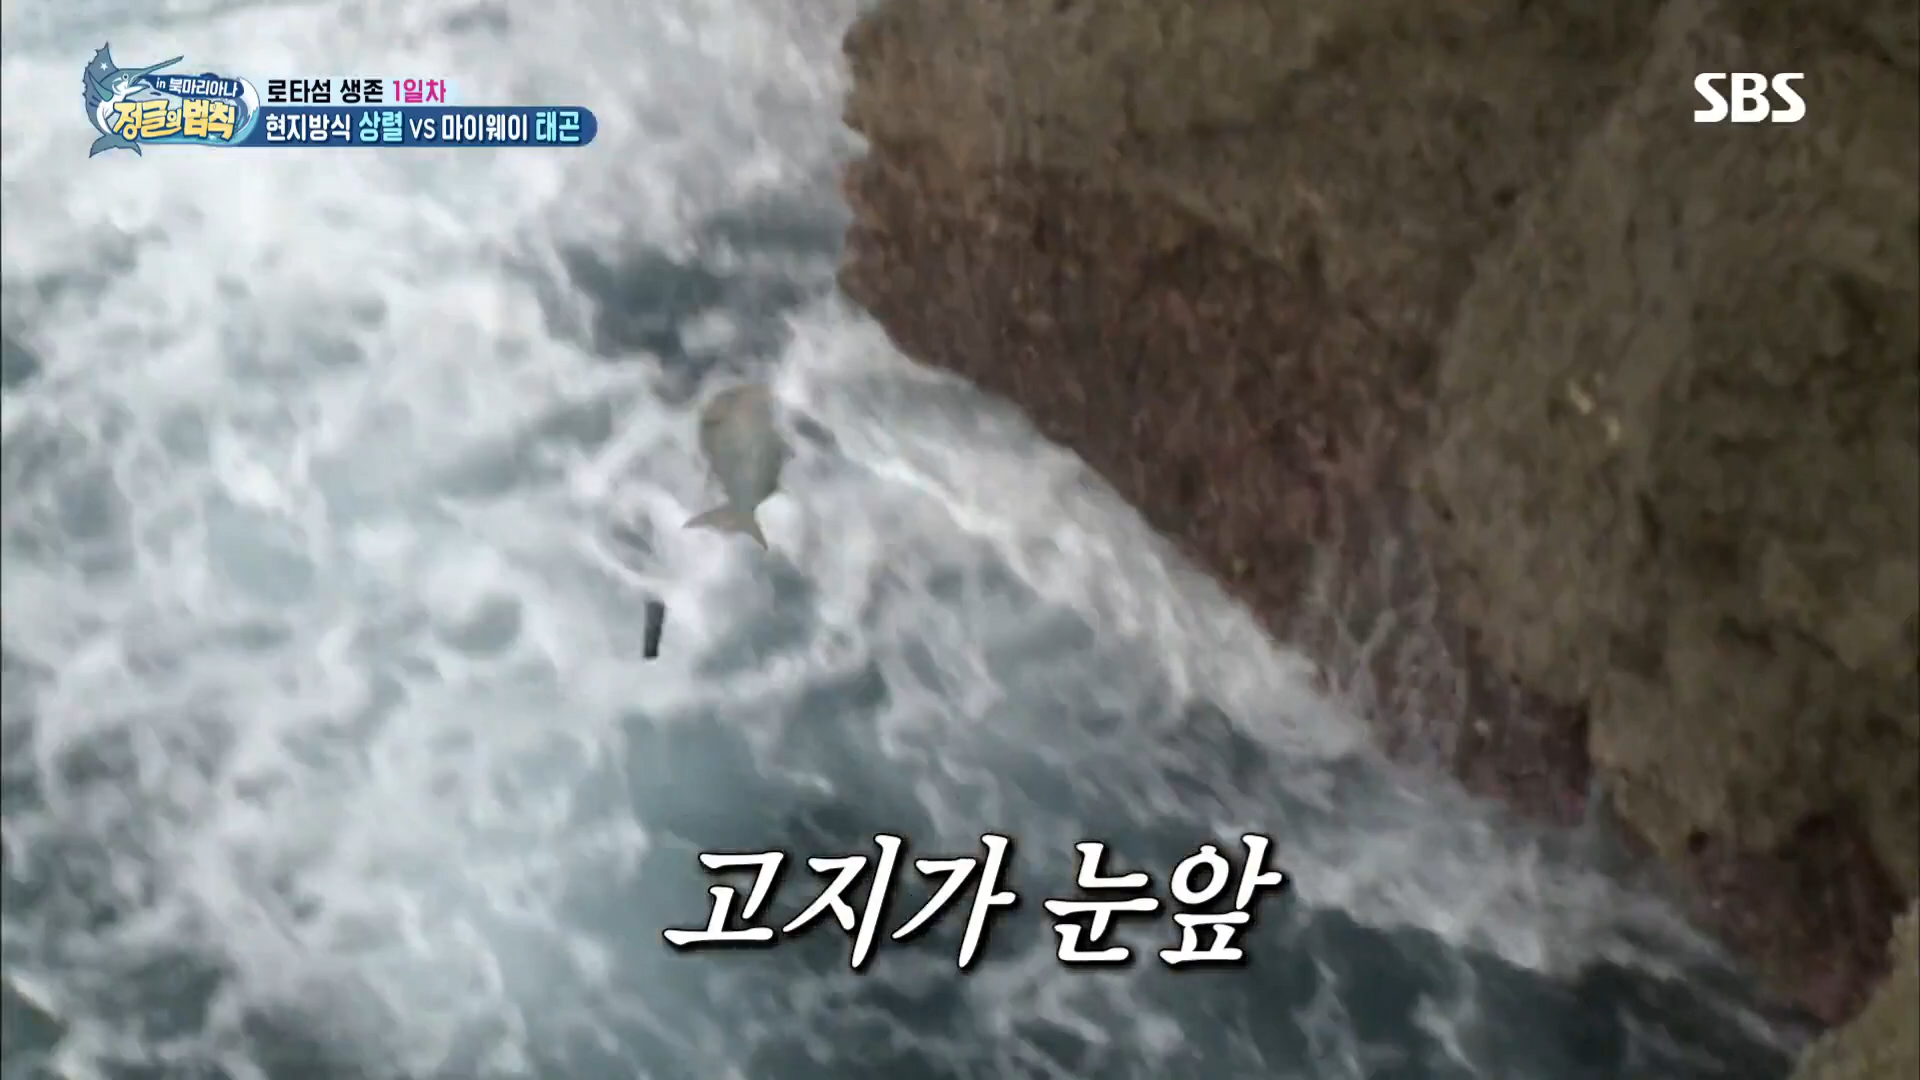 in 북마리아나
정글의 법칙
로타섬 생존 1일차
현지방식 상렬 VS 마이웨이 태곤
SBS
고지가 눈앞